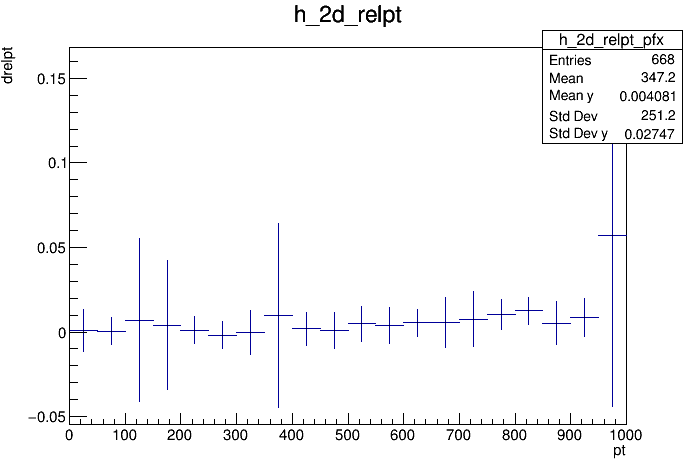 h_2d_relpt
drelpt
h_2d_relpt_pfx
Entries 668
Mean 347.2
Mean y 0.004081
Std Dev 251.2
Std Dev y 0.02747
0.15
0.1
0.05
0
−0.05
0 100 200 300 400 500 600 700 800 900 1000
pt